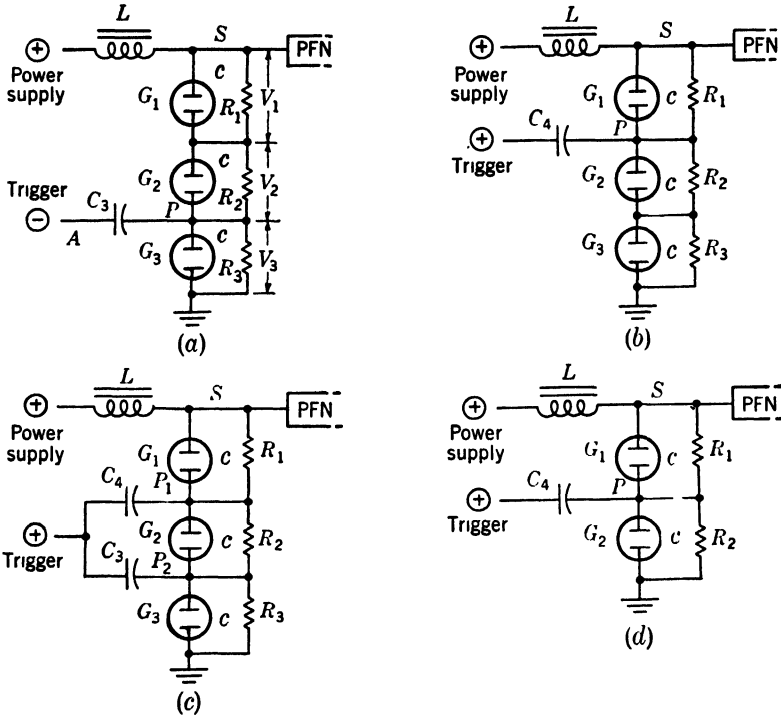 L
S
PFN
Power
supply
G1
c
R1
V1
G2
c
R2
V2
Trigger
C3
P
A
G3
c
R3
V3
(a)
L
S
PFN
Power
supply
G1
c
R1
C4
P
Trigger
G2
c
R2
G3
c
R3
(b)
L
S
PFN
Power
supply
G1
c
R1
C4
P1
Trigger
G2
c
R2
C3
P2
G3
c
R3
(c)
L
S
PFN
Power
supply
G1
c
R1
C4
P
Trigger
G2
c
R2
(d)